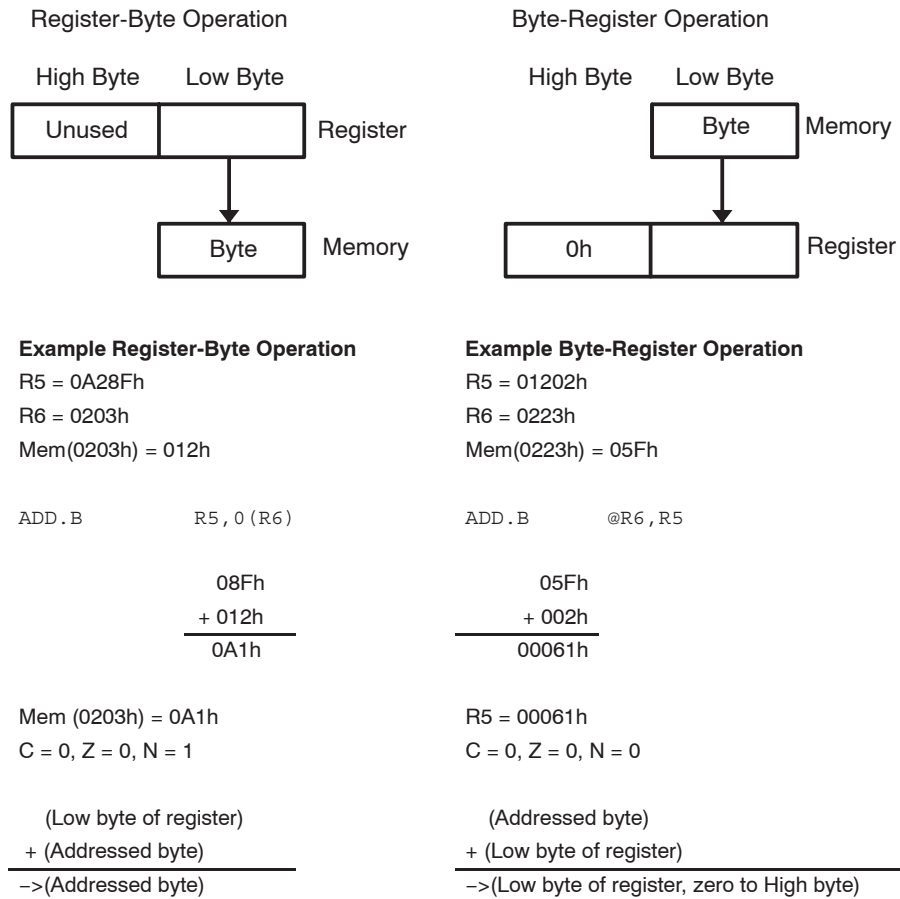 Register-Byte Operation
High Byte Low Byte
Unused
Register
Byte
Memory
Example Register-Byte Operation
R5 = 0A28Fh
R6 = 0203h
Mem(0203h) = 012h
ADD.B R5,0(R6)
08Fh
+ 012h
0A1h
Mem (0203h) = 0A1h
C = 0, Z = 0, N = 1
(Low byte of register)
+ (Addressed byte)
−>(Addressed byte)
Byte-Register Operation
High Byte Low Byte
Byte
Memory
0h
Register
Example Byte-Register Operation
R5 = 01202h
R6 = 0223h
Mem(0223h) = 05Fh
ADD.B @R6,R5
05Fh
+ 002h
00061h
R5 = 00061h
C = 0, Z = 0, N = 0
(Addressed byte)
+ (Low byte of register)
−>(Low byte of register, zero to High byte)